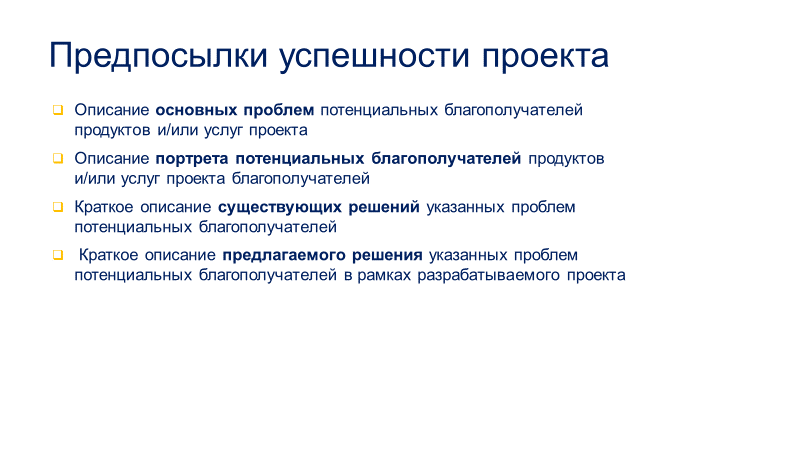 Предпосылки успешности проекта
Описание основных проблем потенциальных благополучателей
продуктов и/или услуг проекта
Описание портрета потенциальных благополучателей продуктов
и/или услуг проекта благополучателей
Краткое описание существующих решений указанных проблем
потенциальных благополучателей
Краткое описание предлагаемого решения указанных проблем
потенциальных благополучателей в рамках разрабатываемого проекта